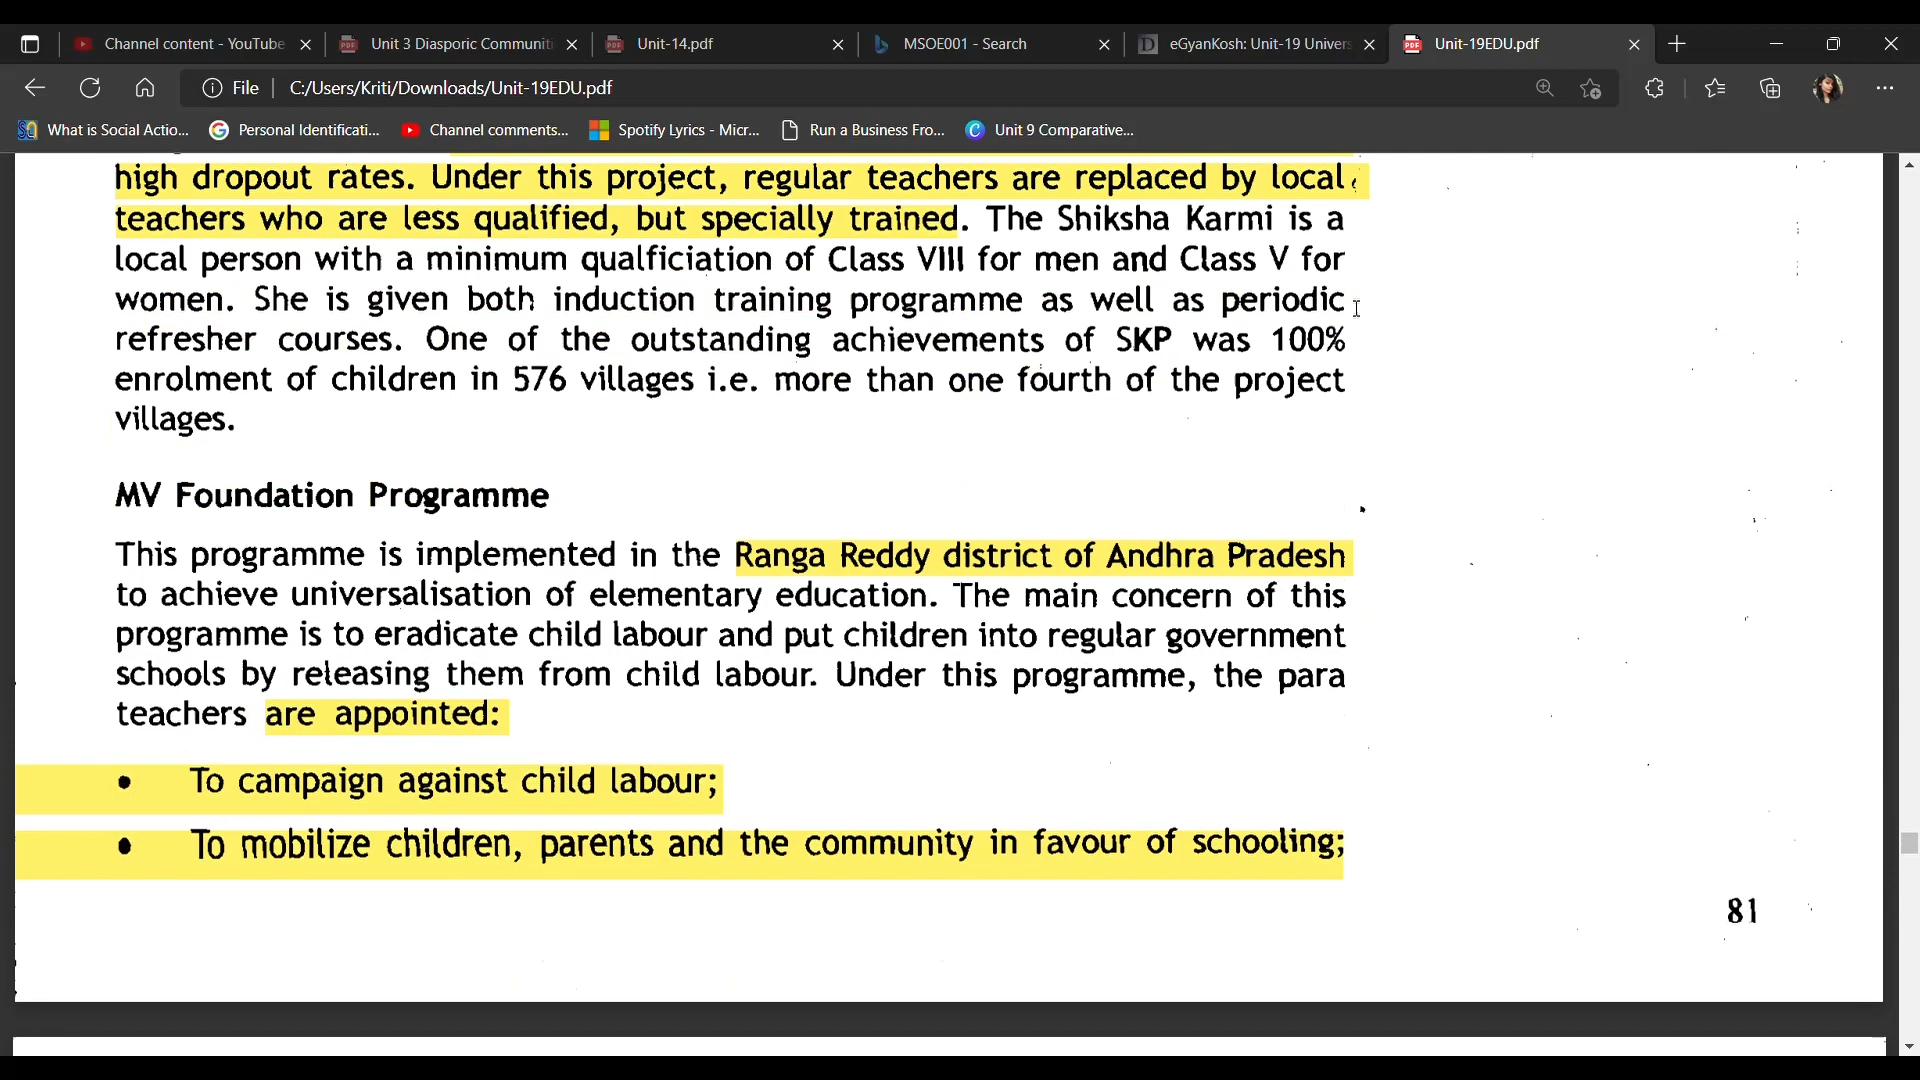 Channel content - YouTube
Unit 3 Diasporic Communit
Unit-14.pdf
MSOE001 - Search
eGyanKosh: Unit-19 Univers
Unit-19EDU.pdf
File
C:/Users/Kriti/Downloads/Unit-19EDU.pdf
What is Social Actio...
Personal Identificati...
Channel comments...
Spotify Lyrics - Micr...
Run a Business Fro...
Unit 9 Comparative...
high dropout rates. Under this project, regular teachers are replaced by local
teachers who are less qualified, but specially trained. The Shiksha Karmi is a
local person with a minimum qualficiation of Class VIII for men and Class V for
women. She is given both induction training programme as well as periodic
refresher courses. One of the outstanding achievements of SKP was 100%
enrolment of children in 576 villages i.e. more than one fourth of the project
villages.
MV Foundation Programme
This programme is implemented in the Ranga Reddy district of Andhra Pradesh
to achieve universalisation of elementary education. The main concern of this
programme is to eradicate child labour and put children into regular government
schools by releasing them from child labour. Under this programme, the para
teachers are appointed:
• To campaign against child labour;
• To mobilize children, parents and the community in favour of schooling;
81